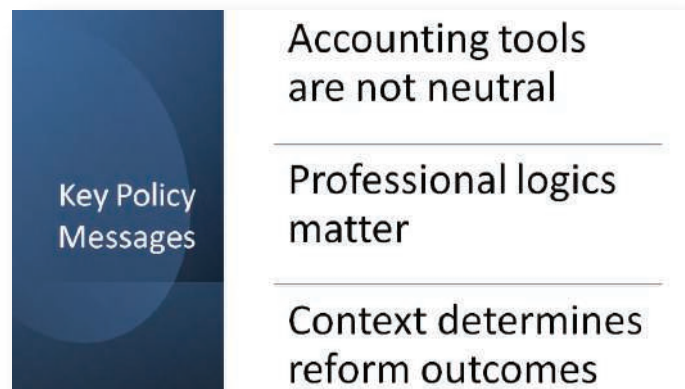 Key Policy
Messages
Accounting tools
are not neutral
Professional logics
matter
Context determines
reform outcomes